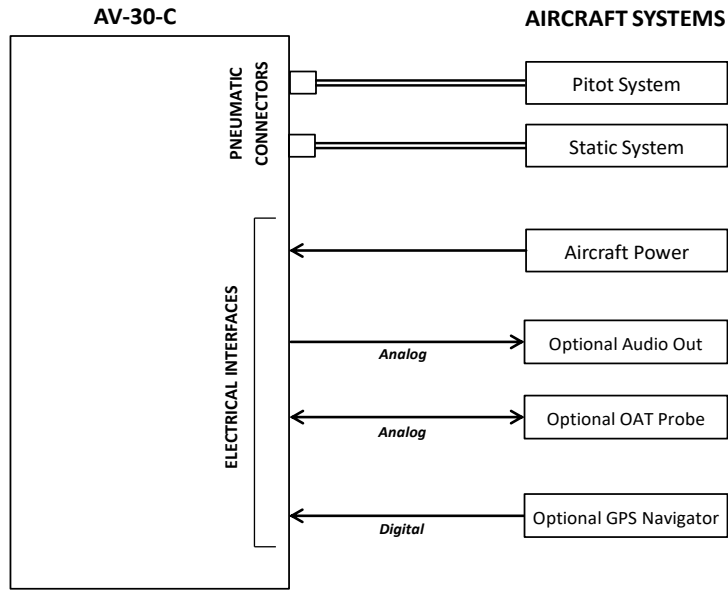 AV-30-C
AIRCRAFT SYSTEMS
PNEUMATIC
CONNECTORS
Pitot System
Static System
ELECTRICAL INTERFACES
Aircraft Power
Analog
Optional Audio Out
Analog
Optional OAT Probe
Digital
Optional GPS Navigator